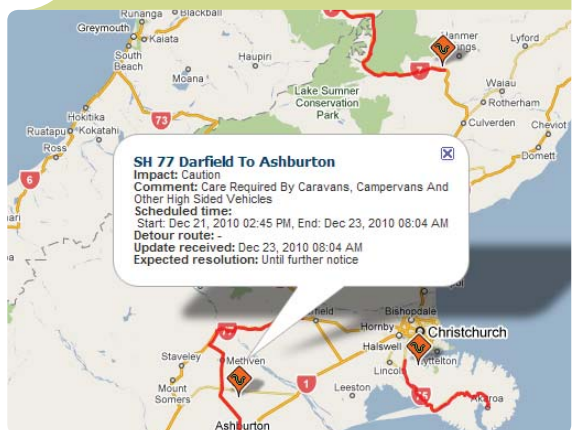 Runanga
Blackball
Greymouth
Kaiata
South
Beach
Haupiri
Moana
Hanmer
Lyford
7
Waiau
Rotherham
Lake Sumner
Conservation
Park
Hokitika
73
Culverden
Cheviot
Ruatapu
Kokatahi
Ross
Domett
6
SH 77 Darfield To Ashburton
Impact: Caution
Comment: Care Required By Caravans, Campervans And
Other High Sided Vehicles
Scheduled time:
Start: Dec 21, 2010 02:45 PM, End: Dec 23, 2010 08:04 AM
Detour route: -
Update received: Dec 23, 2010 08:04 AM
Expected resolution: Until further notice
Bishopdale
Hornby
Christchurch
Halswell
Staveley
Methven
Lincoln
1
Leeston
Mount
Somers
75
Akaroa
Ashburton